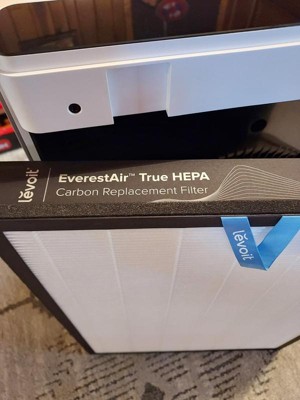 levoit
EverestAir™ True HEPA
Carbon Replacement Filter
levoit